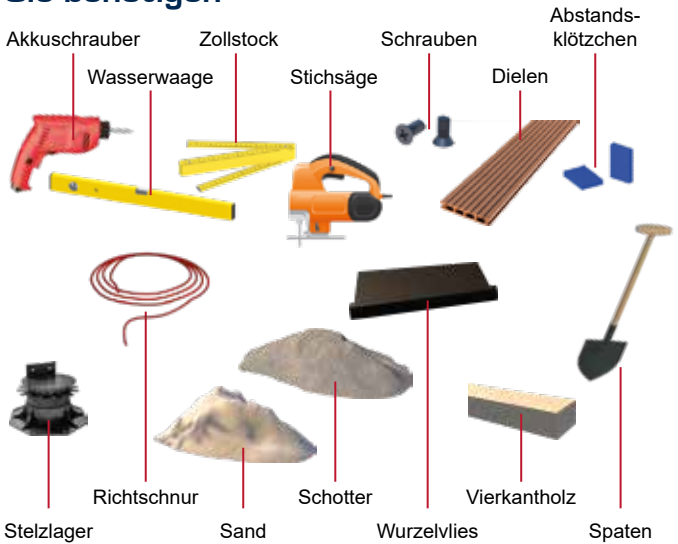 Sie benötigen
Abstands-
klötzchen
Akkuschrauber
Zollstock
Schrauben
Wasserwaage
Stichsäge
Dielen
Richtschnur
Schotter
Vierkantholz
Stelzlager
Sand
Wurzelvlies
Spaten